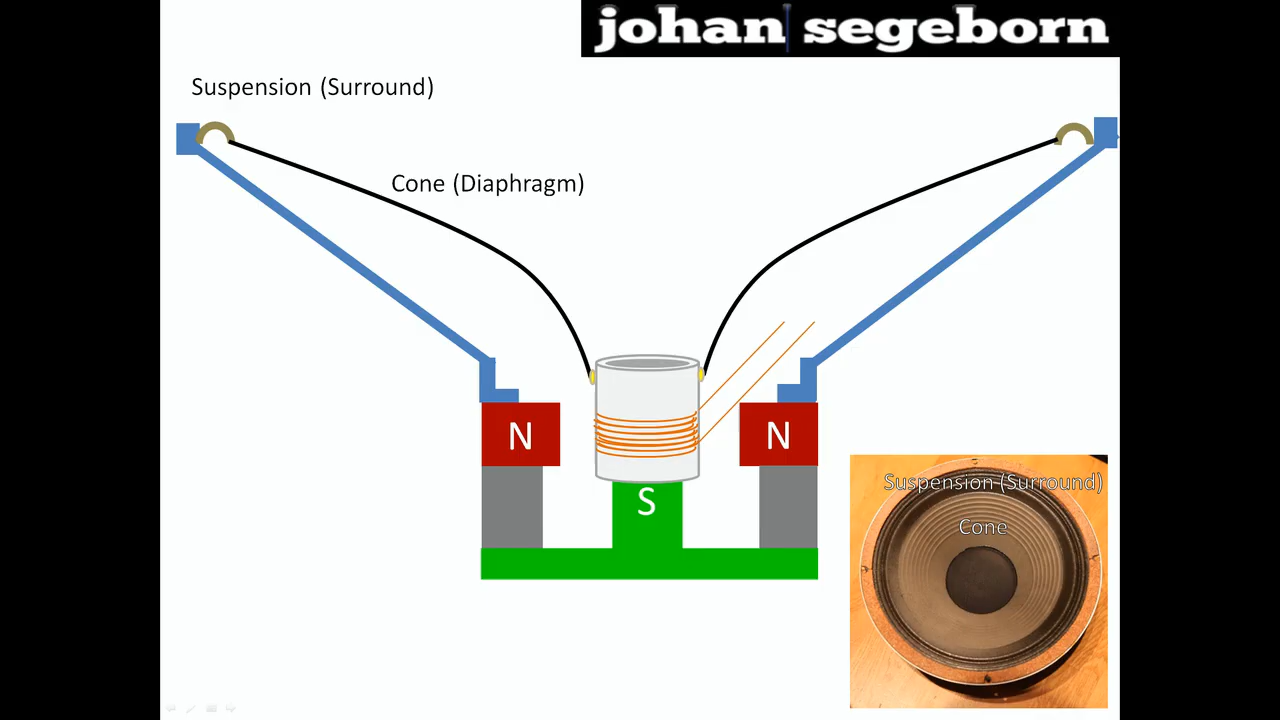 johan segeborn
Suspension (Surround)
Cone (Diaphragm)
N
N
S
Suspension (Surround)
Cone